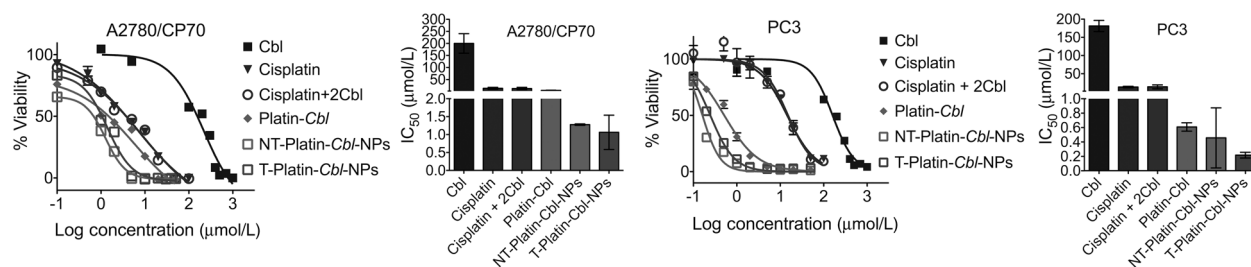 A2780/CP70
% Viability
100
50
0
-1 0 1 2 3
Log concentration (μmol/L)
Cbl
Cisplatin
Cisplatin+2Cbl
Platin-Cbl
NT-Platin-Cbl-NPs
T-Platin-Cbl-NPs
A2780/CP70
IC50 (μmol/L)
300
250
200
150
100
50
2.0
1.5
1.0
0.5
0.0
Cbl
Cisplatin
Cisplatin + 2Cbl
Platin-Cbl
NT-Platin-Cbl-NPs
T-Platin-Cbl-NPs
PC3
% Viability
100
50
0
-1 0 1 2 3
Log concentration (μmol/L)
Cbl
Cisplatin
Cisplatin + 2Cbl
Platin-Cbl
NT-Platin-Cbl-NPs
T-Platin-Cbl-NPs
PC3
IC50 (μmol/L)
200
150
100
50
1.0
0.8
0.6
0.4
0.2
0.0
Cbl
Cisplatin
Cisplatin + 2Cbl
Platin-Cbl
NT-Platin-Cbl-NPs
T-Platin-Cbl-NPs